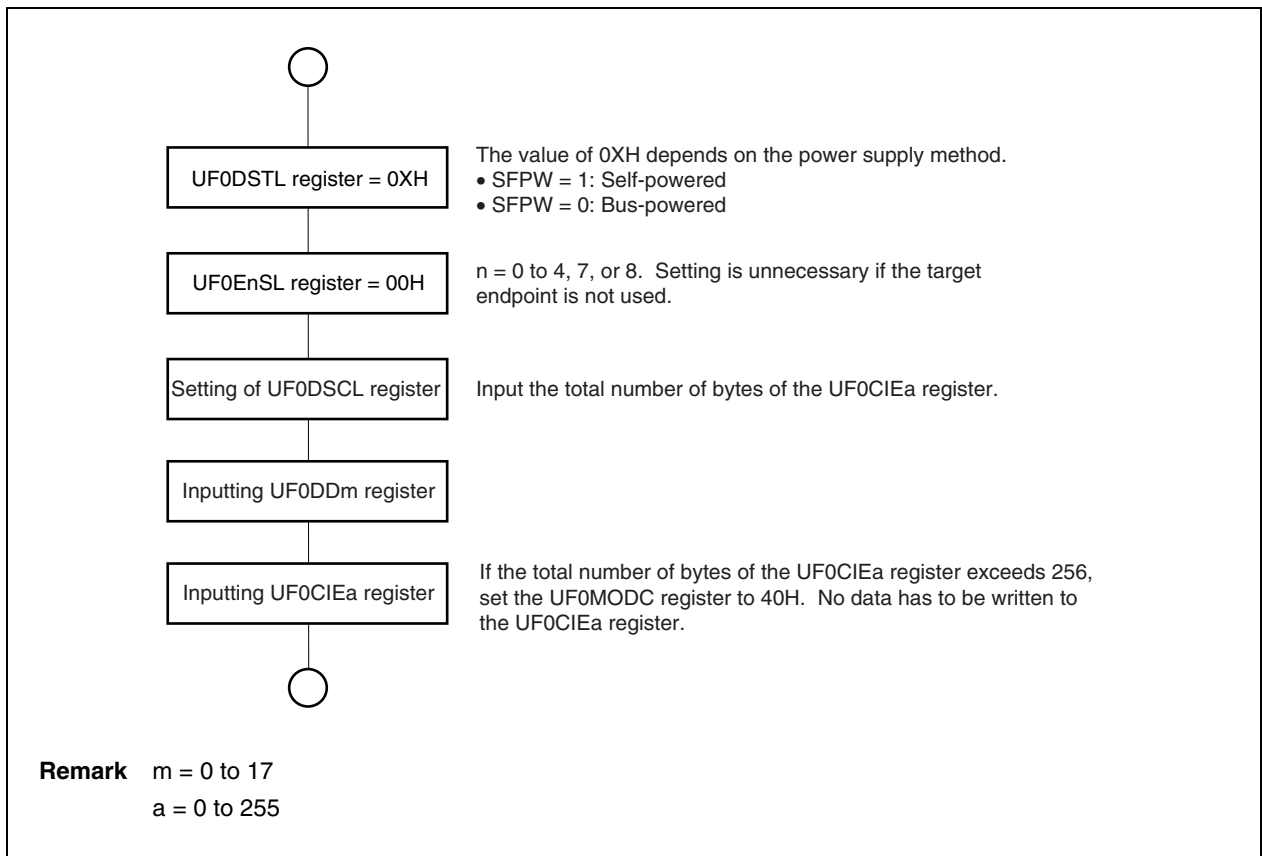 UF0DSTL register = 0XH
The value of 0XH depends on the power supply method.
• SFPW = 1: Self-powered
• SFPW = 0: Bus-powered
UF0EnSL register = 00H
n = 0 to 4, 7, or 8. Setting is unnecessary if the target
endpoint is not used.
Setting of UF0DSCL register
Input the total number of bytes of the UF0CIEa register.
Inputting UF0DDm register
Inputting UF0CIEa register
If the total number of bytes of the UF0CIEa register exceeds 256,
set the UF0MODC register to 40H. No data has to be written to
the UF0CIEa register.
Remark m = 0 to 17
a = 0 to 255